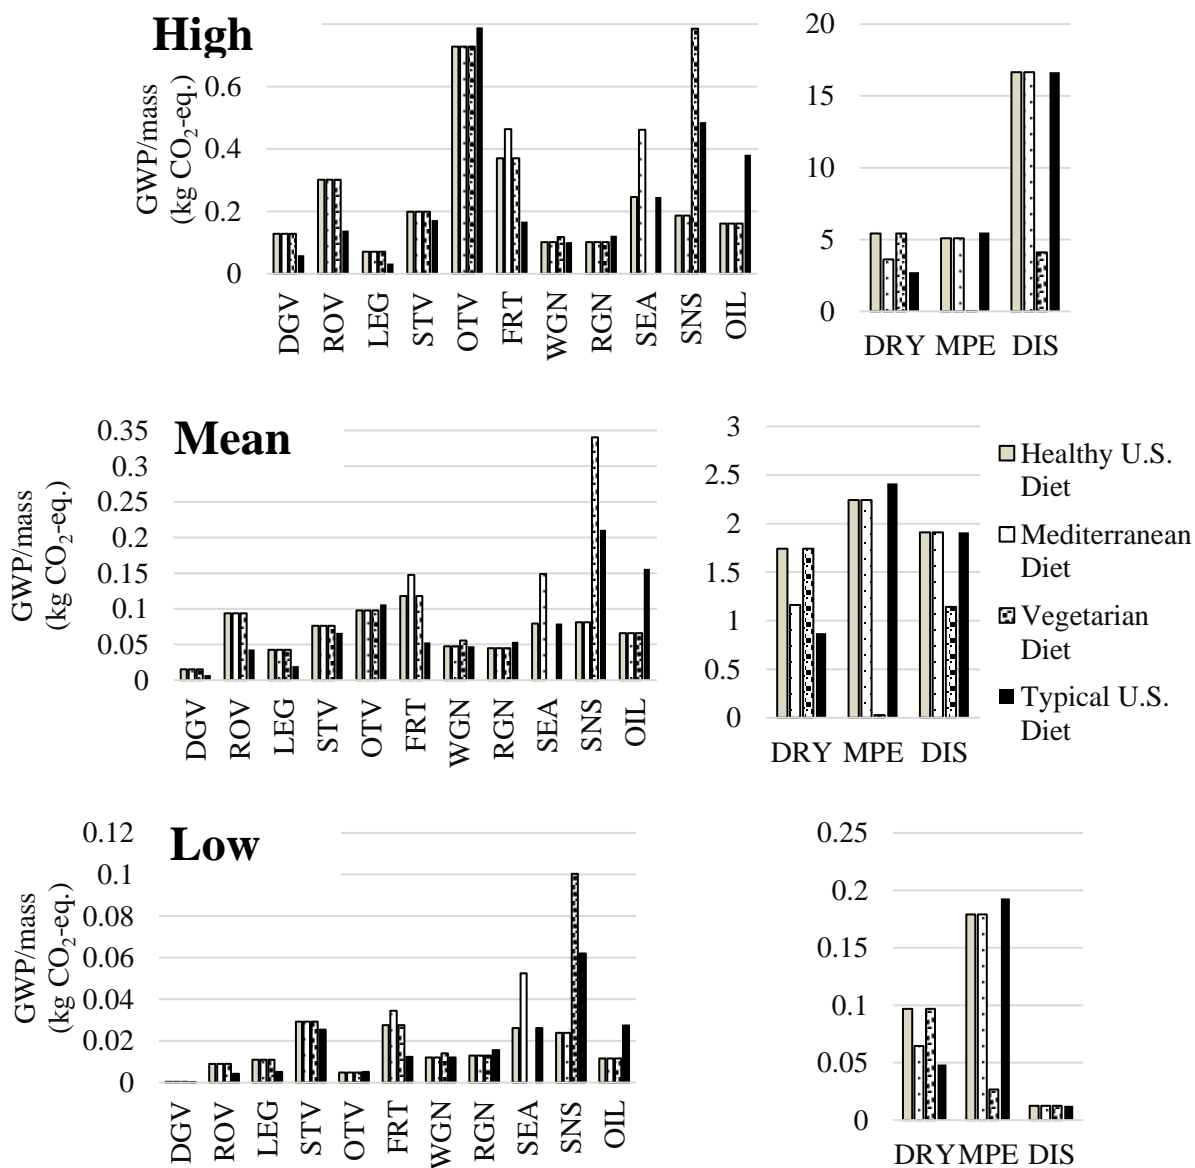 High
GWP/mass
(kg CO2-eq.)
0.6
0.4
0.2
0
DGV
ROV
LEG
STV
OTV
FRT
WGN
RGN
SEA
SNS
OIL
20
15
10
5
0
DRY MPE DIS
Mean
GWP/mass
(kg CO2-eq.)
0.35
0.3
0.25
0.2
0.15
0.1
0.05
0
DGV
ROV
LEG
STV
OTV
FRT
WGN
RGN
SEA
SNS
OIL
3
2.5
2
1.5
1
0.5
0
DRY MPE DIS
Healthy U.S.
Diet
Mediterranean
Diet
Vegetarian
Diet
Typical U.S.
Diet
Low
GWP/mass
(kg CO2-eq.)
0.12
0.1
0.08
0.06
0.04
0.02
0
DGV
ROV
LEG
STV
OTV
FRT
WGN
RGN
SEA
SNS
OIL
0.25
0.2
0.15
0.1
0.05
0
DRY MPE DIS